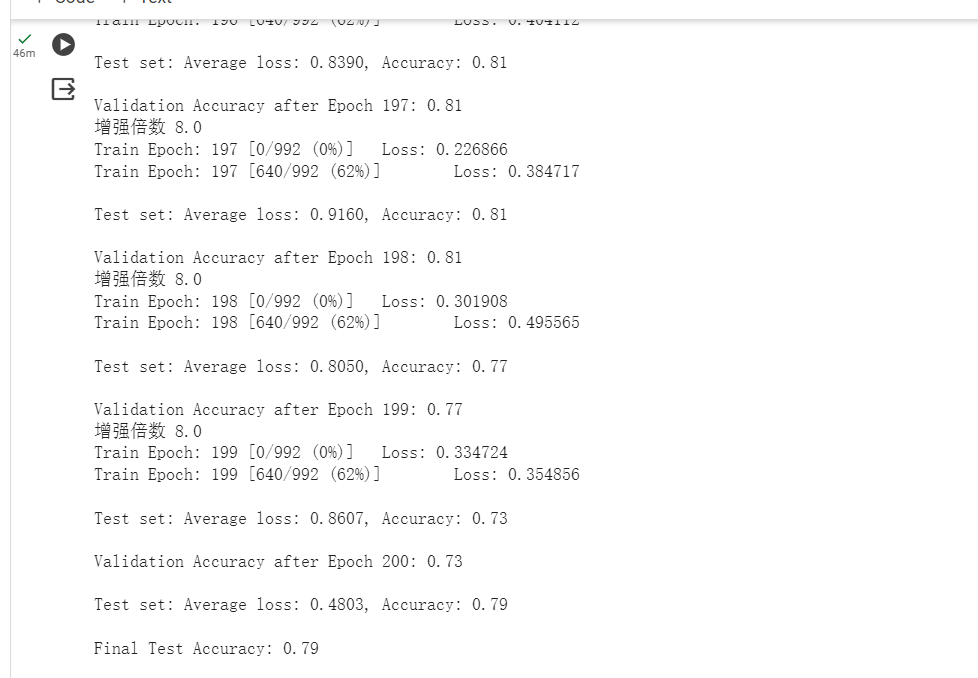 + Code + Text
Train Epoch: 196 [640/992 (62%)] Loss: 0.404112
46m
Test set: Average loss: 0.8390, Accuracy: 0.81
Validation Accuracy after Epoch 197: 0.81
增强倍数 8.0
Train Epoch: 197 [0/992 (0%)] Loss: 0.226866
Train Epoch: 197 [640/992 (62%)] Loss: 0.384717
Test set: Average loss: 0.9160, Accuracy: 0.81
Validation Accuracy after Epoch 198: 0.81
增强倍数 8.0
Train Epoch: 198 [0/992 (0%)] Loss: 0.301908
Train Epoch: 198 [640/992 (62%)] Loss: 0.495565
Test set: Average loss: 0.8050, Accuracy: 0.77
Validation Accuracy after Epoch 199: 0.77
增强倍数 8.0
Train Epoch: 199 [0/992 (0%)] Loss: 0.334724
Train Epoch: 199 [640/992 (62%)] Loss: 0.354856
Test set: Average loss: 0.8607, Accuracy: 0.73
Validation Accuracy after Epoch 200: 0.73
Test set: Average loss: 0.4803, Accuracy: 0.79
Final Test Accuracy: 0.79